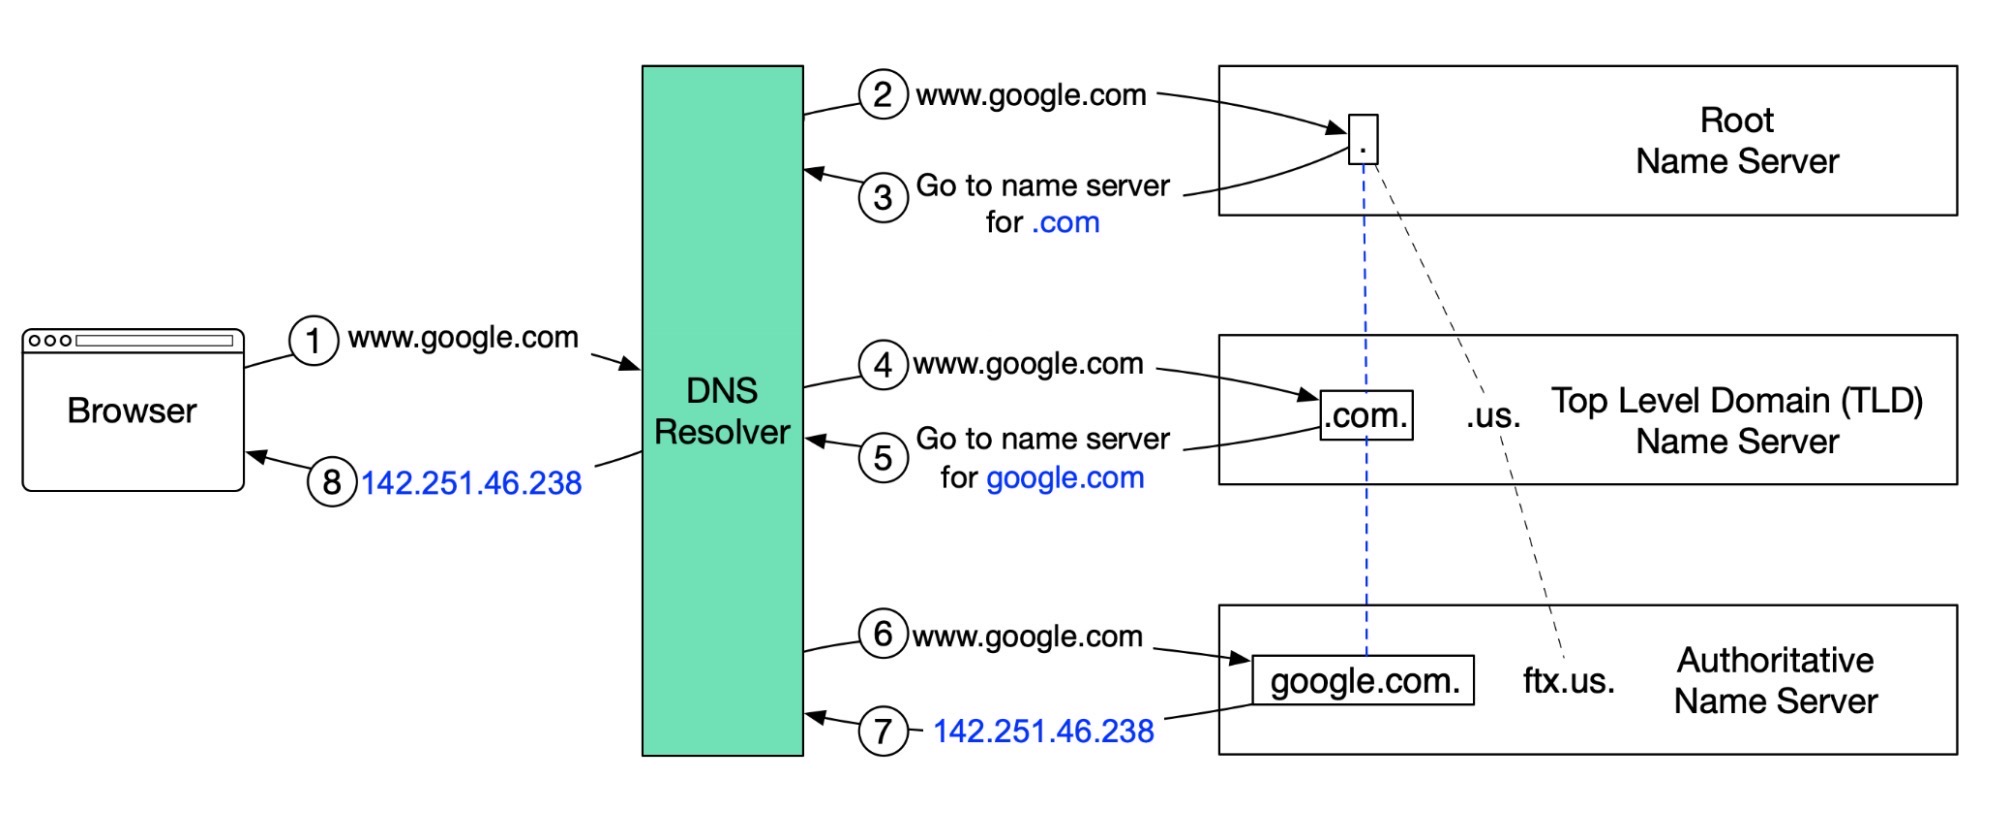 2 www.google.com
Root
Name Server
.
3 Go to name server
for .com
1 www.google.com
Browser
8 142.251.46.238
DNS
Resolver
4 www.google.com
.com.
.us.
Top Level Domain (TLD)
Name Server
5 Go to name server
for google.com
6 www.google.com
google.com.
ftx.us.
Authoritative
Name Server
7 142.251.46.238